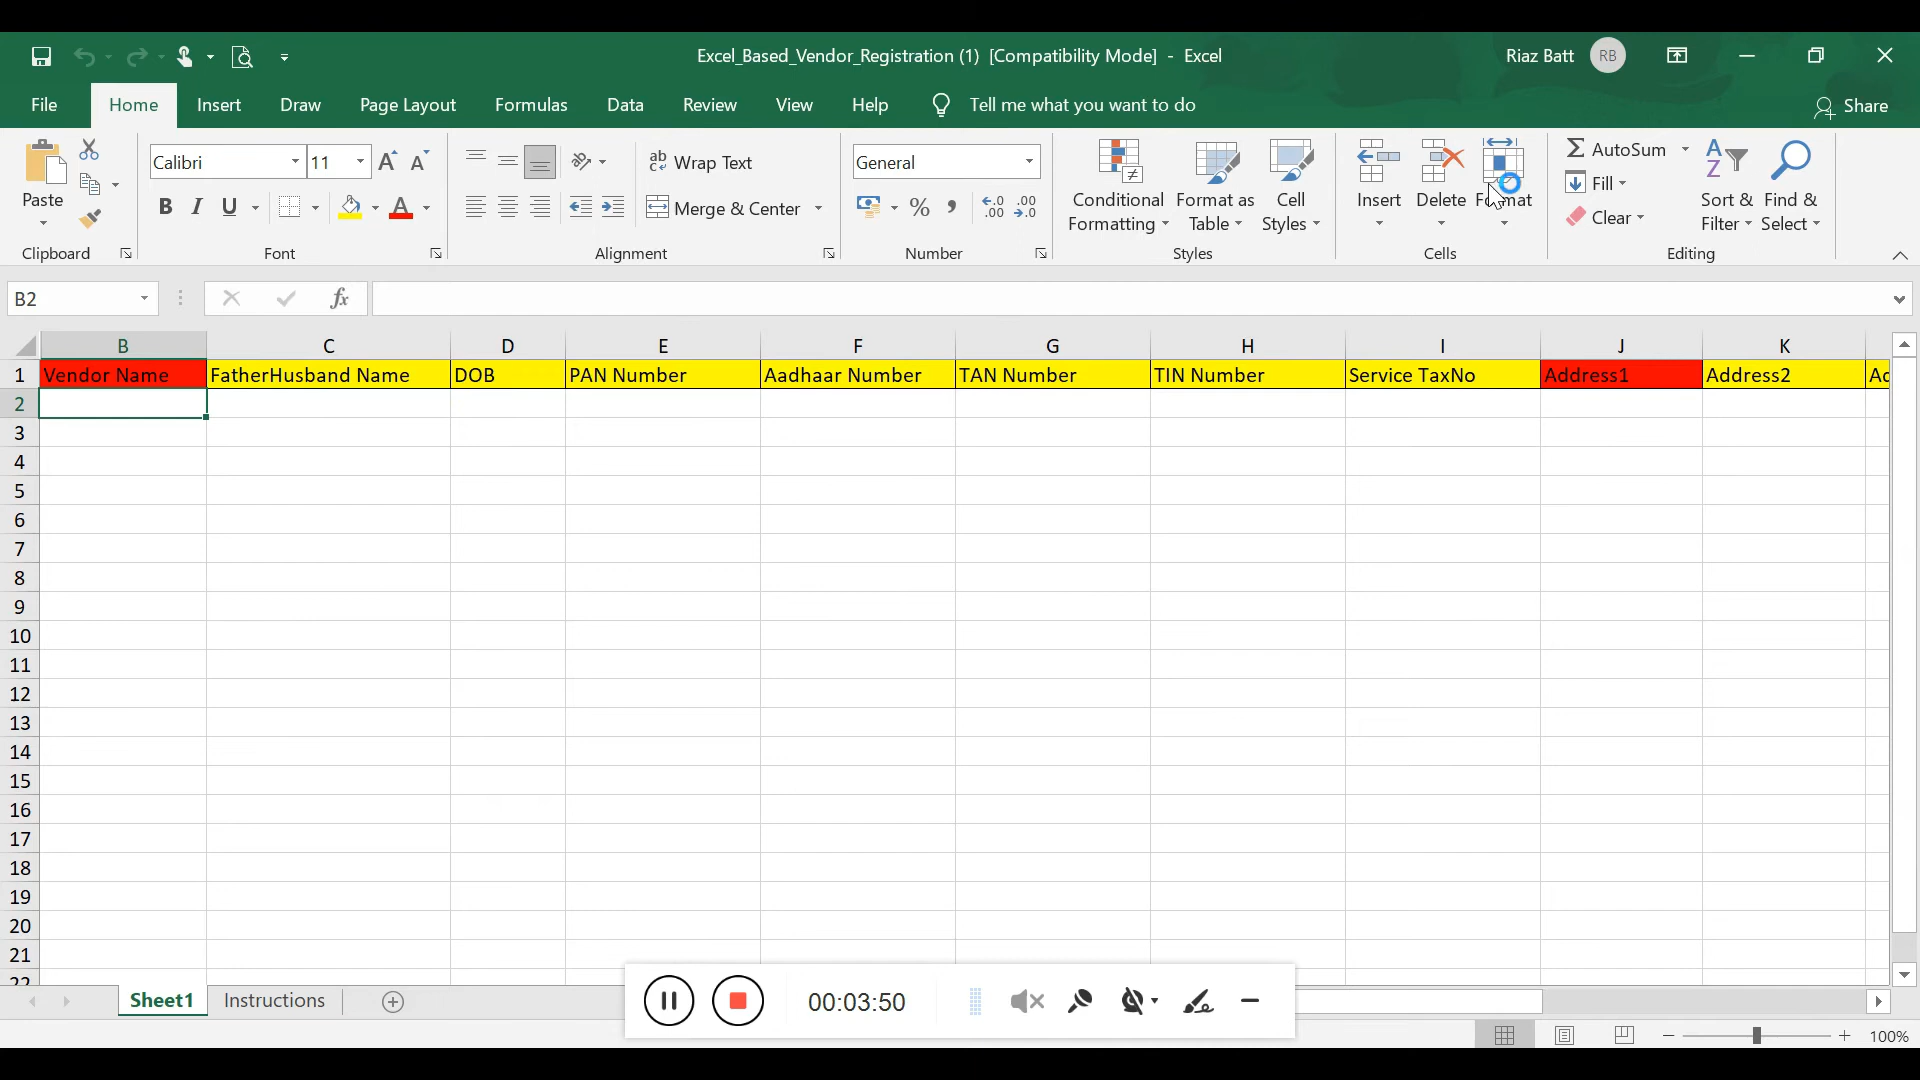 Excel_Based_Vendor_Registration (1)  [Compatibility Mode]  -  Excel
Riaz Batt
RB
File Home Insert Draw Page Layout Formulas Data Review View Help Tell me what you want to do
Share
Paste
Clipboard
Calibri 11
A A
B I U A
Font
ab Wrap Text
Merge & Center
Alignment
General
% , .00 .00
Number
Conditional Formatting
Format as Table
Cell Styles
Styles
Insert
Delete
Format
Cells
AutoSum
Fill
Clear
Sort & Filter
Find & Select
Editing
B2
fx
B C D E F G H I J K
1 Vendor Name FatherHusband Name DOB PAN Number Aadhaar Number TAN Number TIN Number Service TaxNo Address1 Address2
2
3
4
5
6
7
8
9
10
11
12
13
14
15
16
17
18
19
20
21
22
Sheet1 Instructions
00:03:50
100%